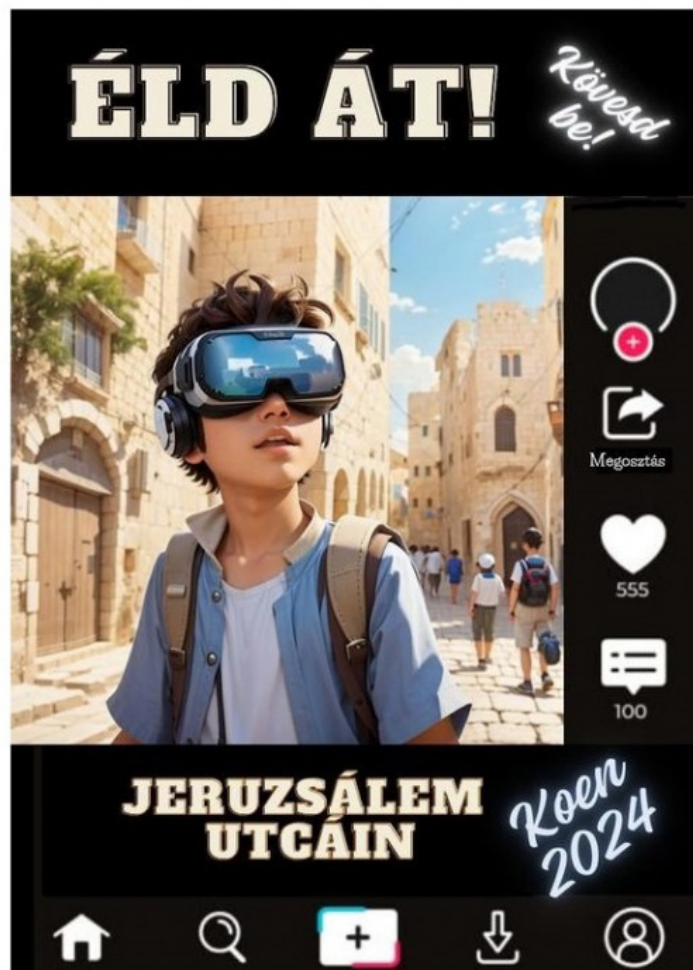 ÉLD ÁT!
Kövesd
be!
Megosztás
555
100
JERUZSÁLEM
UTCÁIN
Koen
2024